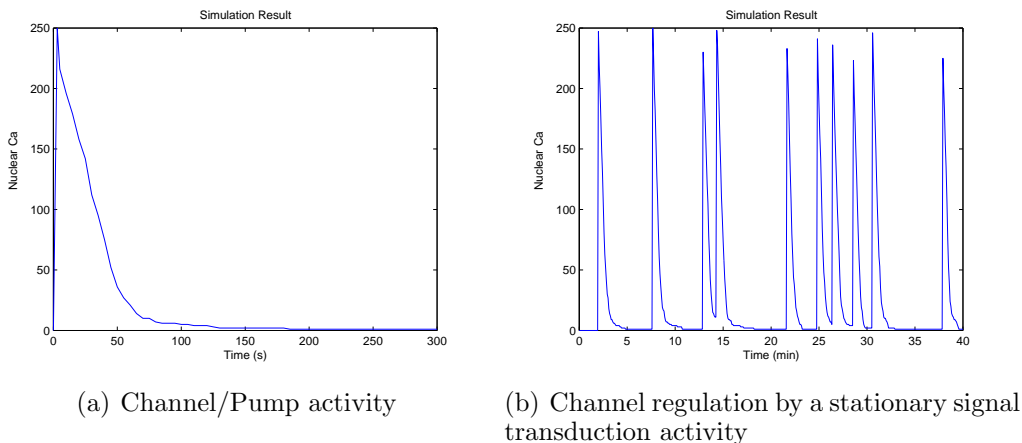 Simulation Result
250
200
150
100
50
0
Nuclear Ca
0 50 100 150 200 250 300
Time (s)
(a) Channel/Pump activity
Simulation Result
250
200
150
100
50
0
Nuclear Ca
0 5 10 15 20 25 30 35 40
Time (min)
(b) Channel regulation by a stationary signal
transduction activity